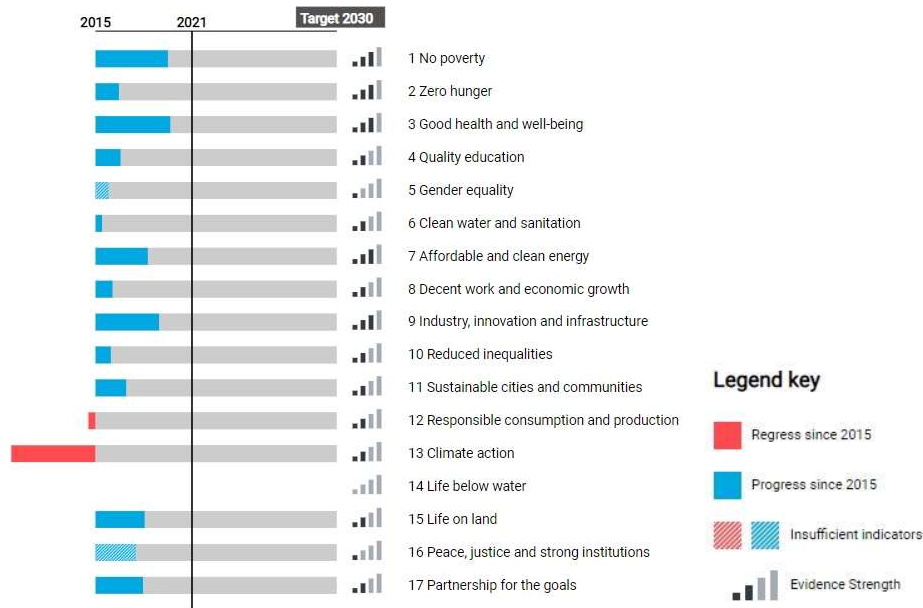 2015 2021 Target 2030
1 No poverty
2 Zero hunger
3 Good health and well-being
4 Quality education
5 Gender equality
6 Clean water and sanitation
7 Affordable and clean energy
8 Decent work and economic growth
9 Industry, innovation and infrastructure
10 Reduced inequalities
11 Sustainable cities and communities
12 Responsible consumption and production
13 Climate action
14 Life below water
15 Life on land
16 Peace, justice and strong institutions
17 Partnership for the goals
Legend key
Regress since 2015
Progress since 2015
Insufficient indicators
Evidence Strength